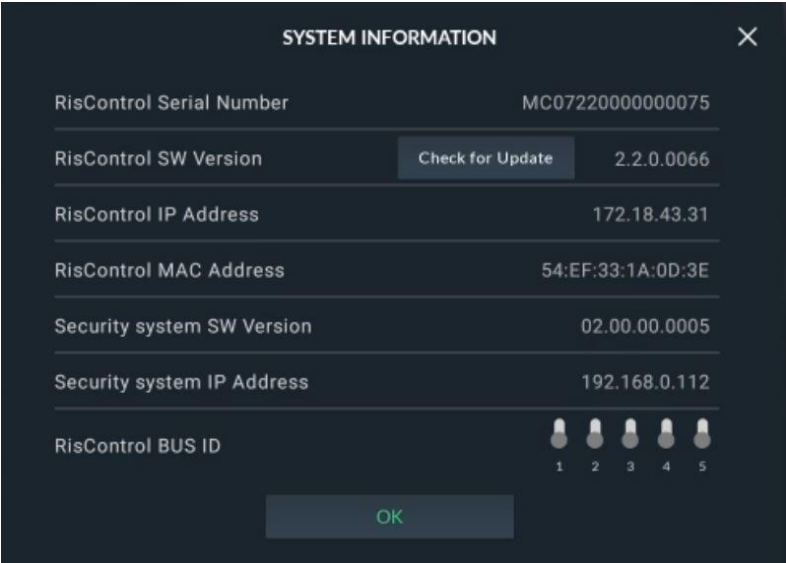 SYSTEM INFORMATION
RisControl Serial Number MC07220000000075
RisControl SW Version Check for Update 2.2.0.0066
RisControl IP Address 172.18.43.31
RisControl MAC Address 54:EF:33:1A:0D:3E
Security system SW Version 02.00.00.0005
Security system IP Address 192.168.0.112
RisControl BUS ID
1 2 3 4 5
OK